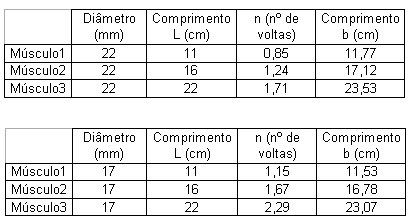 Diâmetro Comprimento n (nº de Comprimento
(mm) L (cm) voltas) b (cm)
Músculo1 22 11 0,85 11,77
Músculo2 22 16 1,24 17,12
Músculo3 22 22 1,71 23,53
Diâmetro Comprimento n (nº de Comprimento
(mm) L (cm) voltas) b (cm)
Músculo1 17 11 1,15 11,53
Músculo2 17 16 1,67 16,78
Músculo3 17 22 2,29 23,07